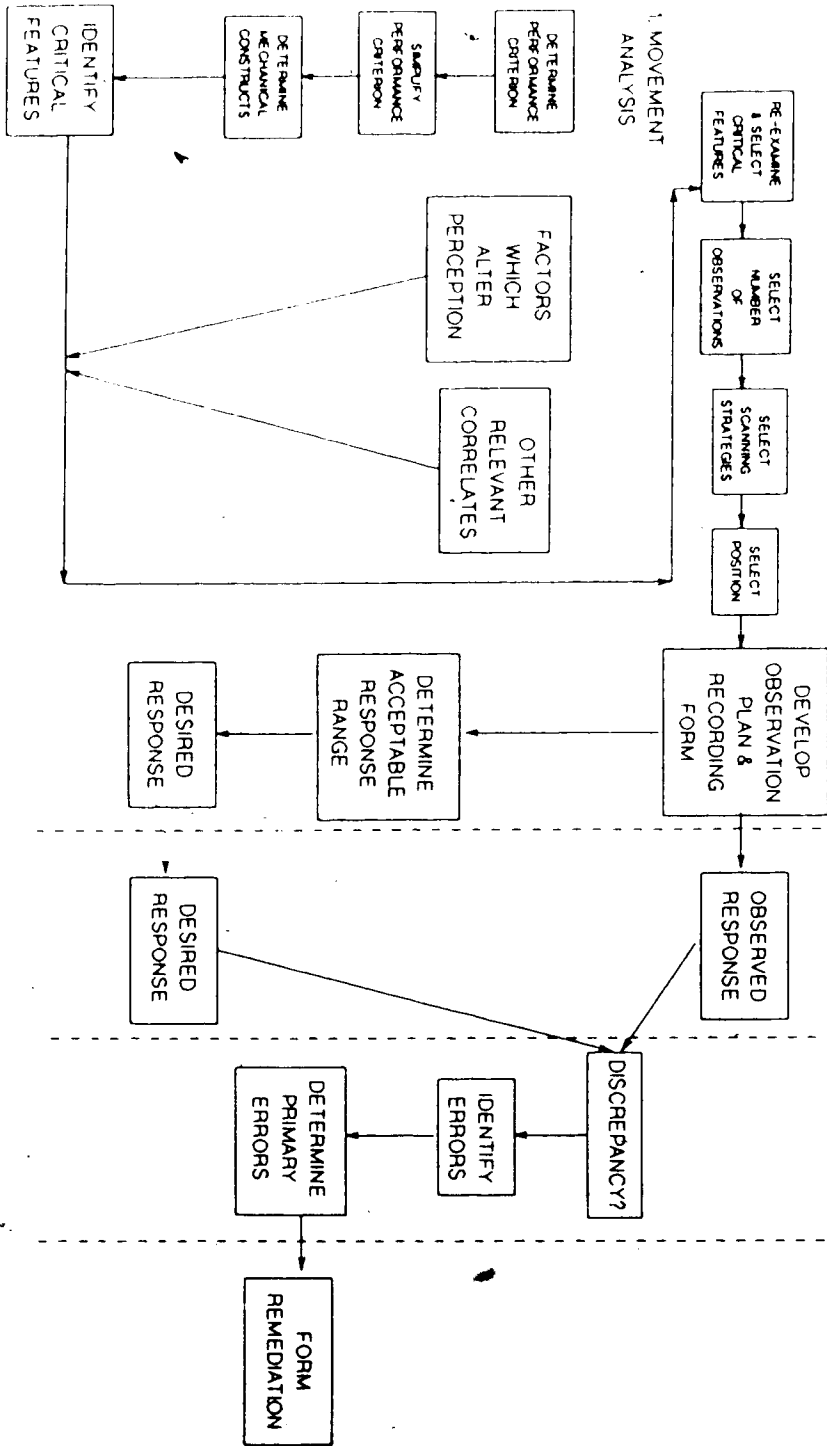 1. MOVEMENT
ANALYSIS
DETERMINE
PERFORMANCE
CRITERION
SIMPLIFY
PERFORMANCE
CRITERION
DETERMINE
MECHANICAL
CONSTRUCTS
IDENTIFY
CRITICAL
FEATURES
FACTORS
WHICH
ALTER
PERCEPTION
OTHER
RELEVANT
CORRELATES
RE-EXAMINE
& SELECT
CRITICAL
FEATURES
SELECT
NUMBER
OF
OBSERVATIONS
SELECT
SCANNING
STRATEGIES
SELECT
POSITION
DEVELOP
OBSERVATION
PLAN &
RECORDING
FORM
DETERMINE
ACCEPTABLE
RESPONSE
RANGE
DESIRED
RESPONSE
OBSERVED
RESPONSE
DESIRED
RESPONSE
DISCREPANCY?
IDENTIFY
ERRORS
DETERMINE
PRIMARY
ERRORS
FORM
REMEDIATION